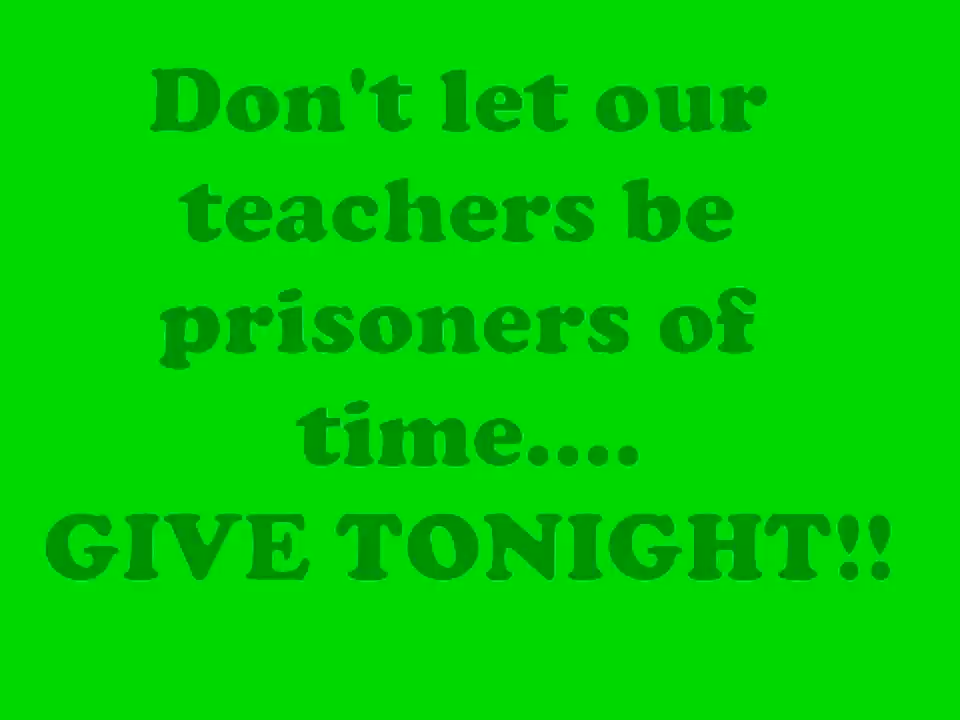 Don't let our
teachers be
prisoners of
time....
GIVE TONIGHT!!